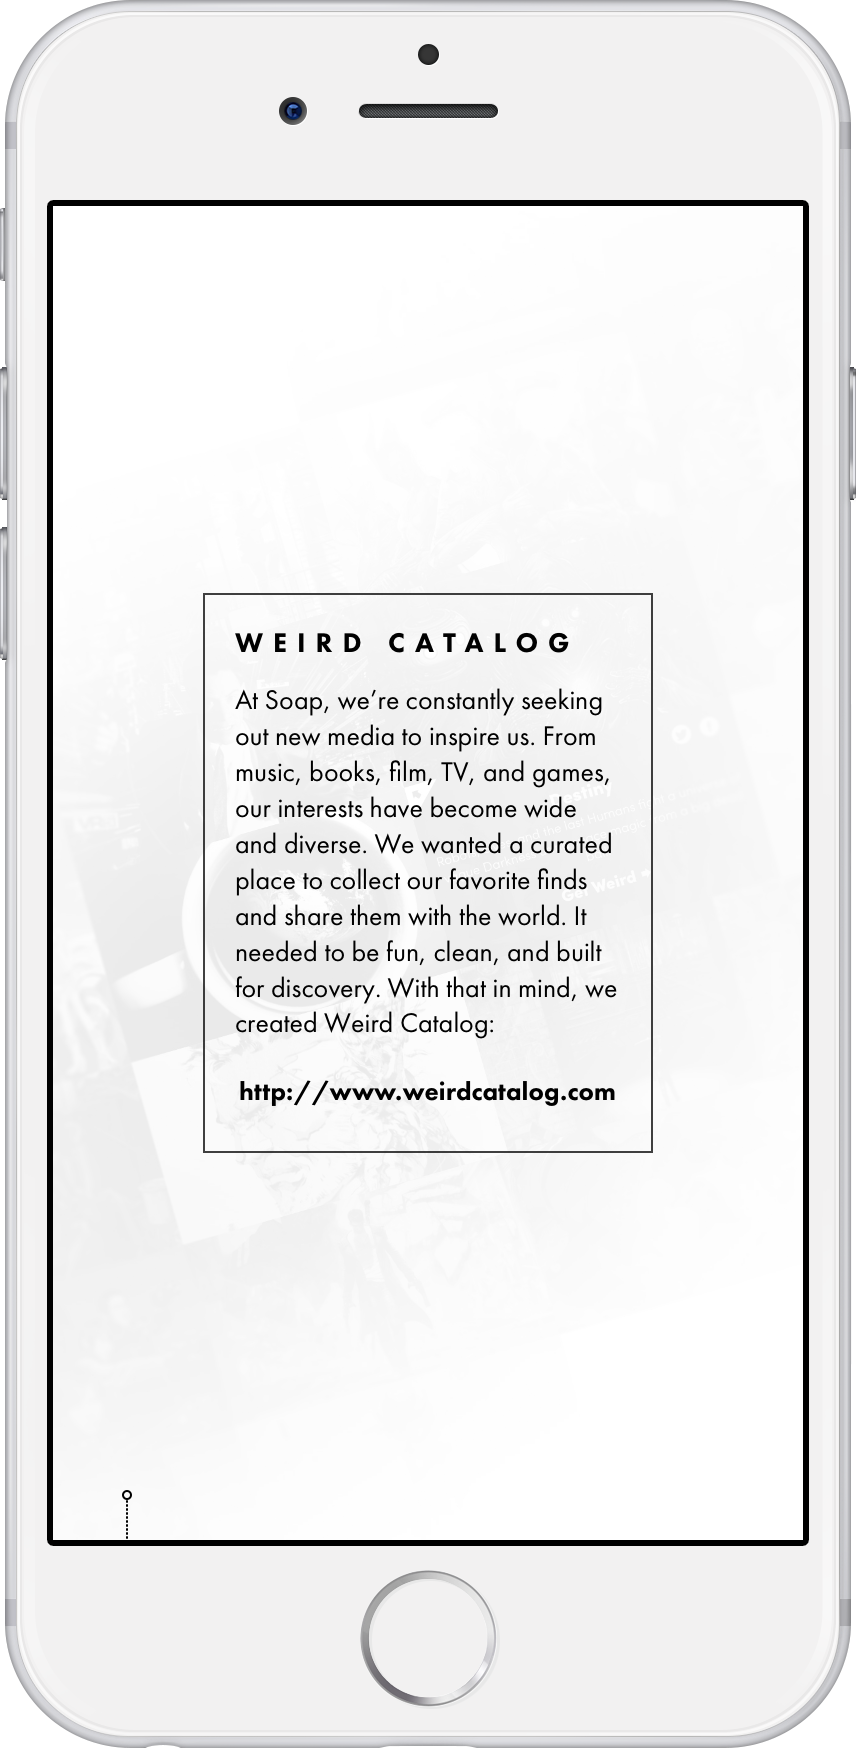 WEIRD CATALOG
At Soap, we’re constantly seeking
out new media to inspire us. From
music, books, film, TV, and games,
our interests have become wide
and diverse. We wanted a curated
place to collect our favorite finds
and share them with the world. It
needed to be fun, clean, and built
for discovery. With that in mind, we
created Weird Catalog:
http://www.weirdcatalog.com
Destiny
Get Weird